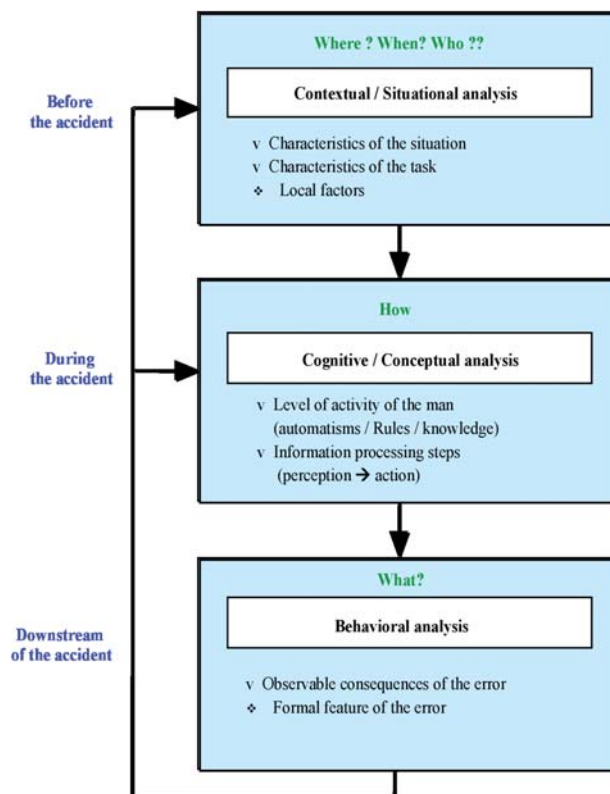 Where ? When? Who ??
Before
the accident
Contextual / Situational analysis
v Characteristics of the situation
v Characteristics of the task
❖ Local factors
How
During
the accident
Cognitive / Conceptual analysis
v Level of activity of the man
(automatisms / Rules / knowledge)
v Information processing steps
(perception → action)
What?
Downstream
of the accident
Behavioral analysis
v Observable consequences of the error
❖ Formal feature of the error